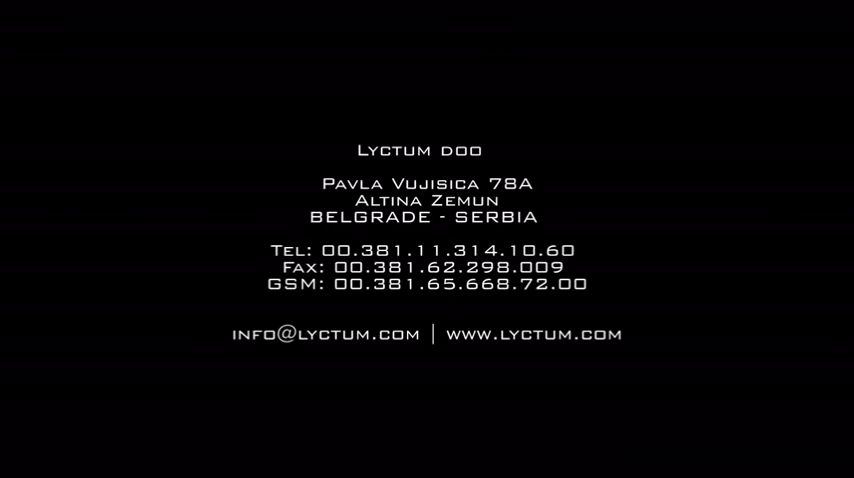 Lyctum doo
Pavla Vujisica 78A
Altina Zemun
BELGRADE - SERBIA
Tel: 00.381.11.314.10.60
Fax: 00.381.62.298.009
GSM: 00.381.65.668.72.00
info@lyctum.com | www.lyctum.com